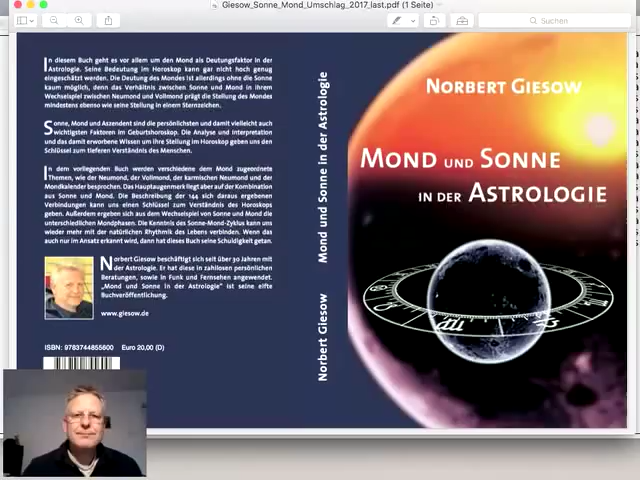 Giesow_Sonne_Mond_Umschlag_2017_last.pdf (1 Seite)
Suchen
In diesem Buch geht es vor allem um den Mond als Deutungsfaktor in der
Astrologie. Seine Bedeutung im Horoskop kann gar nicht hoch genug
eingeschätzt werden. Die Deutung des Mondes ist allerdings ohne die Sonne
kaum möglich, denn das Verhältnis zwischen Sonne und Mond in ihrem
Wechselspiel zwischen Neumond und Vollmond prägt die Stellung des Mondes
mindestens ebenso wie seine Stellung in einem Sternzeichen.
Sonne, Mond und Aszendent sind die persönlichsten und damit vielleicht auch
wichtigsten Faktoren im Geburtshoroskop. Die Analyse und Interpretation
und das damit erworbene Wissen um ihre Stellung im Horoskop geben uns den
Schlüssel zum tieferen Verständnis des Menschen.
In dem vorliegenden Buch werden verschiedene dem Mond zugeordnete
Themen, wie der Neumond, der Vollmond, der karmischen Neumond und der
Mondkalender besprochen. Das Hauptaugenmerk liegt aber auf der Kombination
aus Sonne und Mond. Die Beschreibung der 144 sich daraus ergebenen
Verbindungen kann uns einen Schlüssel zum Verständnis des Horoskops
geben. Außerdem ergeben sich aus dem Wechselspiel von Sonne und Mond die
unterschiedlichen Mondphasen. Die Kenntnis des Sonne-Mond-Zyklus kann uns
wieder mehr mit der natürlichen Rhythmik des Lebens verbinden. Wenn das
auch nur im Ansatz erkannt wird, dann hat dieses Buch seine Schuldigkeit getan.
Norbert Giesow beschäftigt sich seit über 30 Jahren mit
der Astrologie. Er hat diese in zahllosen persönlichen
Beratungen, sowie in Funk und Fernsehen angewendet.
„Mond und Sonne in der Astrologie" ist seine elfte
Buchveröffentlichung.
www.giesow.de
ISBN: 9783744855600 Euro 20,00 (D)
Norbert Giesow Mond und Sonne in der Astrologie
NORBERT GIESOW
MOND UND SONNE
IN DER ASTROLOGIE